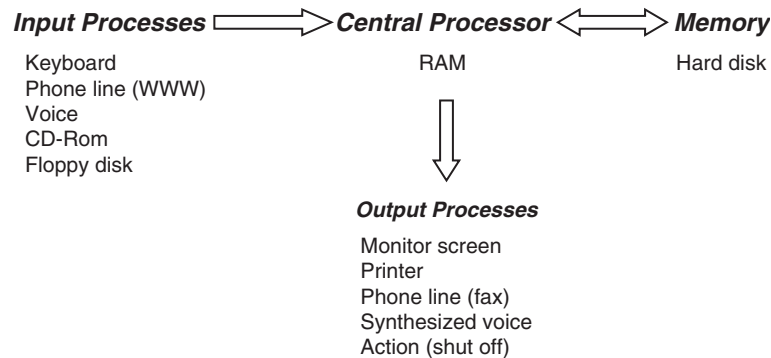 Input Processes Central Processor Memory
Keyboard
Phone line (WWW)
Voice
CD-Rom
Floppy disk
RAM
Hard disk
Output Processes
Monitor screen
Printer
Phone line (fax)
Synthesized voice
Action (shut off)